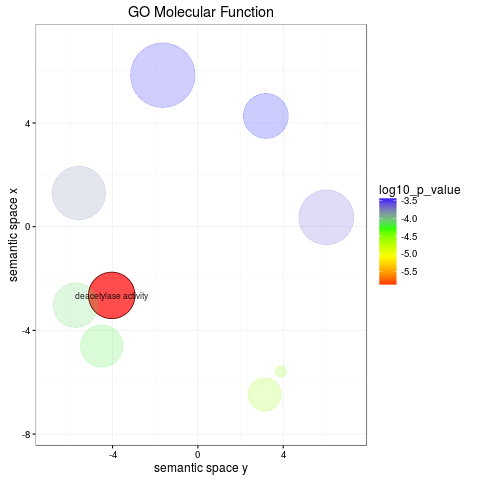 GO Molecular Function
semantic space x
4
0
-4
-8
deacetylase activity
-4
0
4
semantic space y
log10_p_value
-3.5
-4.0
-4.5
-5.0
-5.5